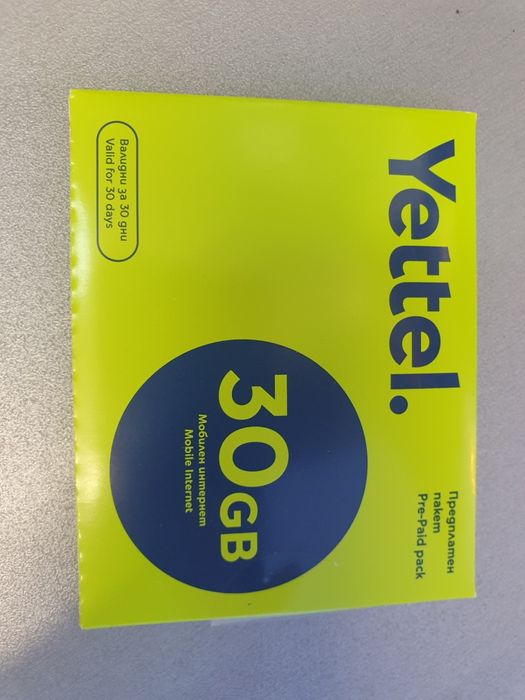 Yettel.
Предплатен
пакет
Pre-Paid pack
30GB
Мобилен интернет
Mobile Internet
Валидни за 30 дни
Valid for 30 days